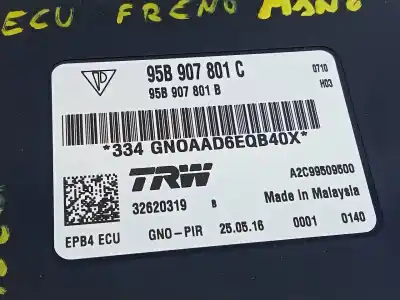 ECU FRENO MANO
95B 907 801 C
0710
95B 907 801 B
H03
*334 GNOAAD6EQB40X*
TRW
A2C99509500
32620319 B
Made in Malaysia
EPB4 ECU
GNO-PIR
25.05.16
0001
0140